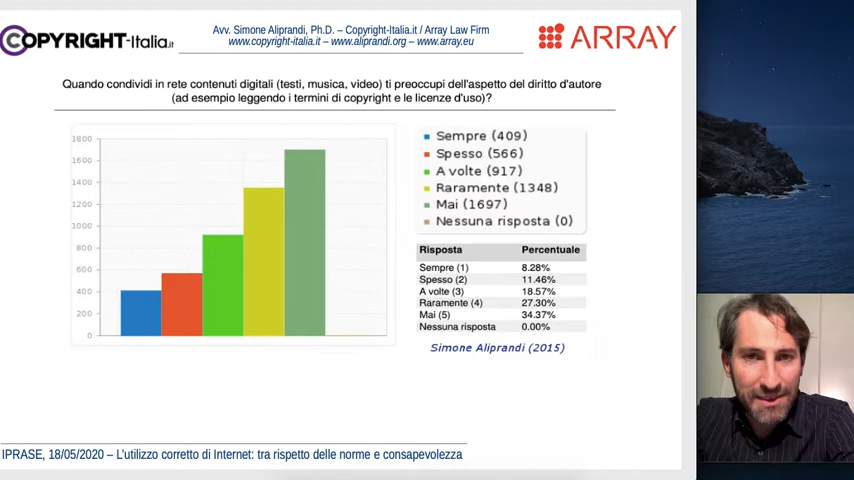 COPYRIGHT-Italia.it
Avv. Simone Aliprandi, Ph.D. – Copyright-Italia.it / Array Law Firm
www.copyright-italia.it – www.aliprandi.org – www.array.eu
ARRAY
Quando condividi in rete contenuti digitali (testi, musica, video) ti preoccupi dell'aspetto del diritto d'autore
(ad esempio leggendo i termini di copyright e le licenze d'uso)?
1800
1600
1400
1200
1000
800
600
400
200
0
Sempre (409)
Spesso (566)
A volte (917)
Raramente (1348)
Mai (1697)
Nessuna risposta (0)
Risposta Percentuale
Sempre (1) 8.28%
Spesso (2) 11.46%
A volte (3) 18.57%
Raramente (4) 27.30%
Mai (5) 34.37%
Nessuna risposta 0.00%
Simone Aliprandi (2015)
IPRASE, 18/05/2020 – L'utilizzo corretto di Internet: tra rispetto delle norme e consapevolezza